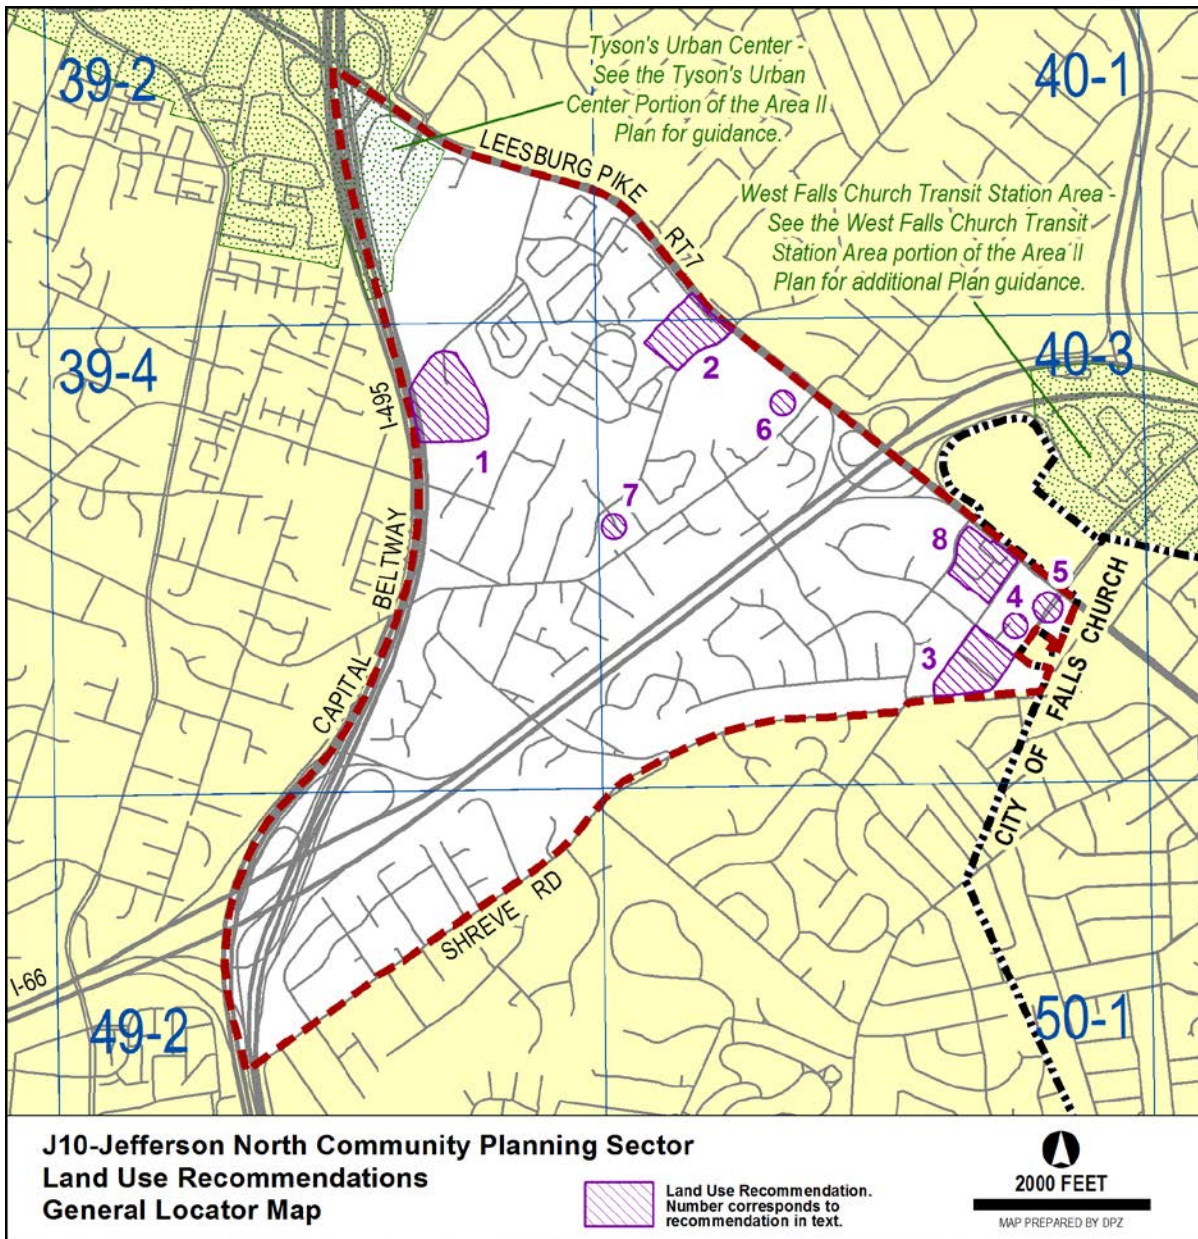 39-2
Tyson's Urban Center -
See the Tyson's Urban
Center Portion of the Area II
Plan for guidance.
40-1
LEESBURG PIKE
RT. 7
West Falls Church Transit Station Area -
See the West Falls Church Transit
Station Area portion of the Area II
Plan for additional Plan guidance.
39-4
40-3
I-495
1
2
6
7
8
5
4
3
CAPITAL BELTWAY
CITY OF FALLS CHURCH
SHREVE RD
I-66
49-2
50-1
J10-Jefferson North Community Planning Sector
Land Use Recommendations
General Locator Map
Land Use Recommendation.
Number corresponds to
recommendation in text.
2000 FEET
MAP PREPARED BY DPZ